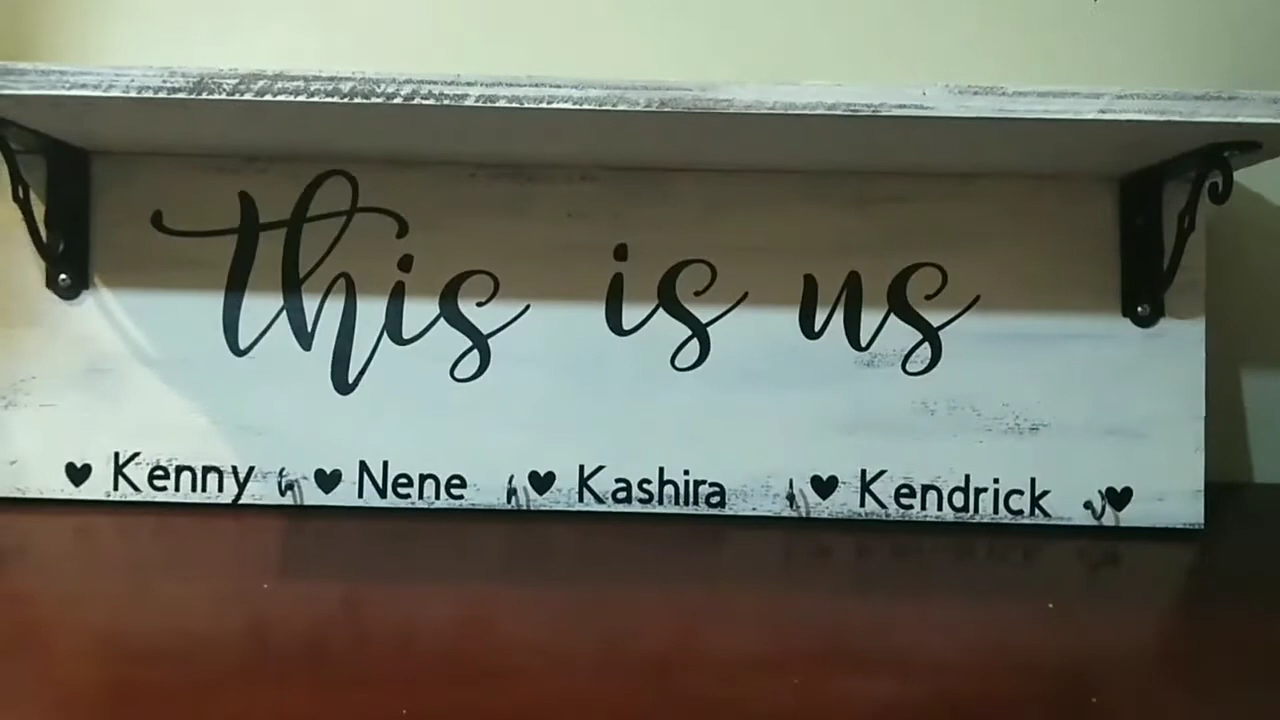 this is us
♥ Kenny ♥ Nene ♥ Kashira ♥ Kendrick ♥